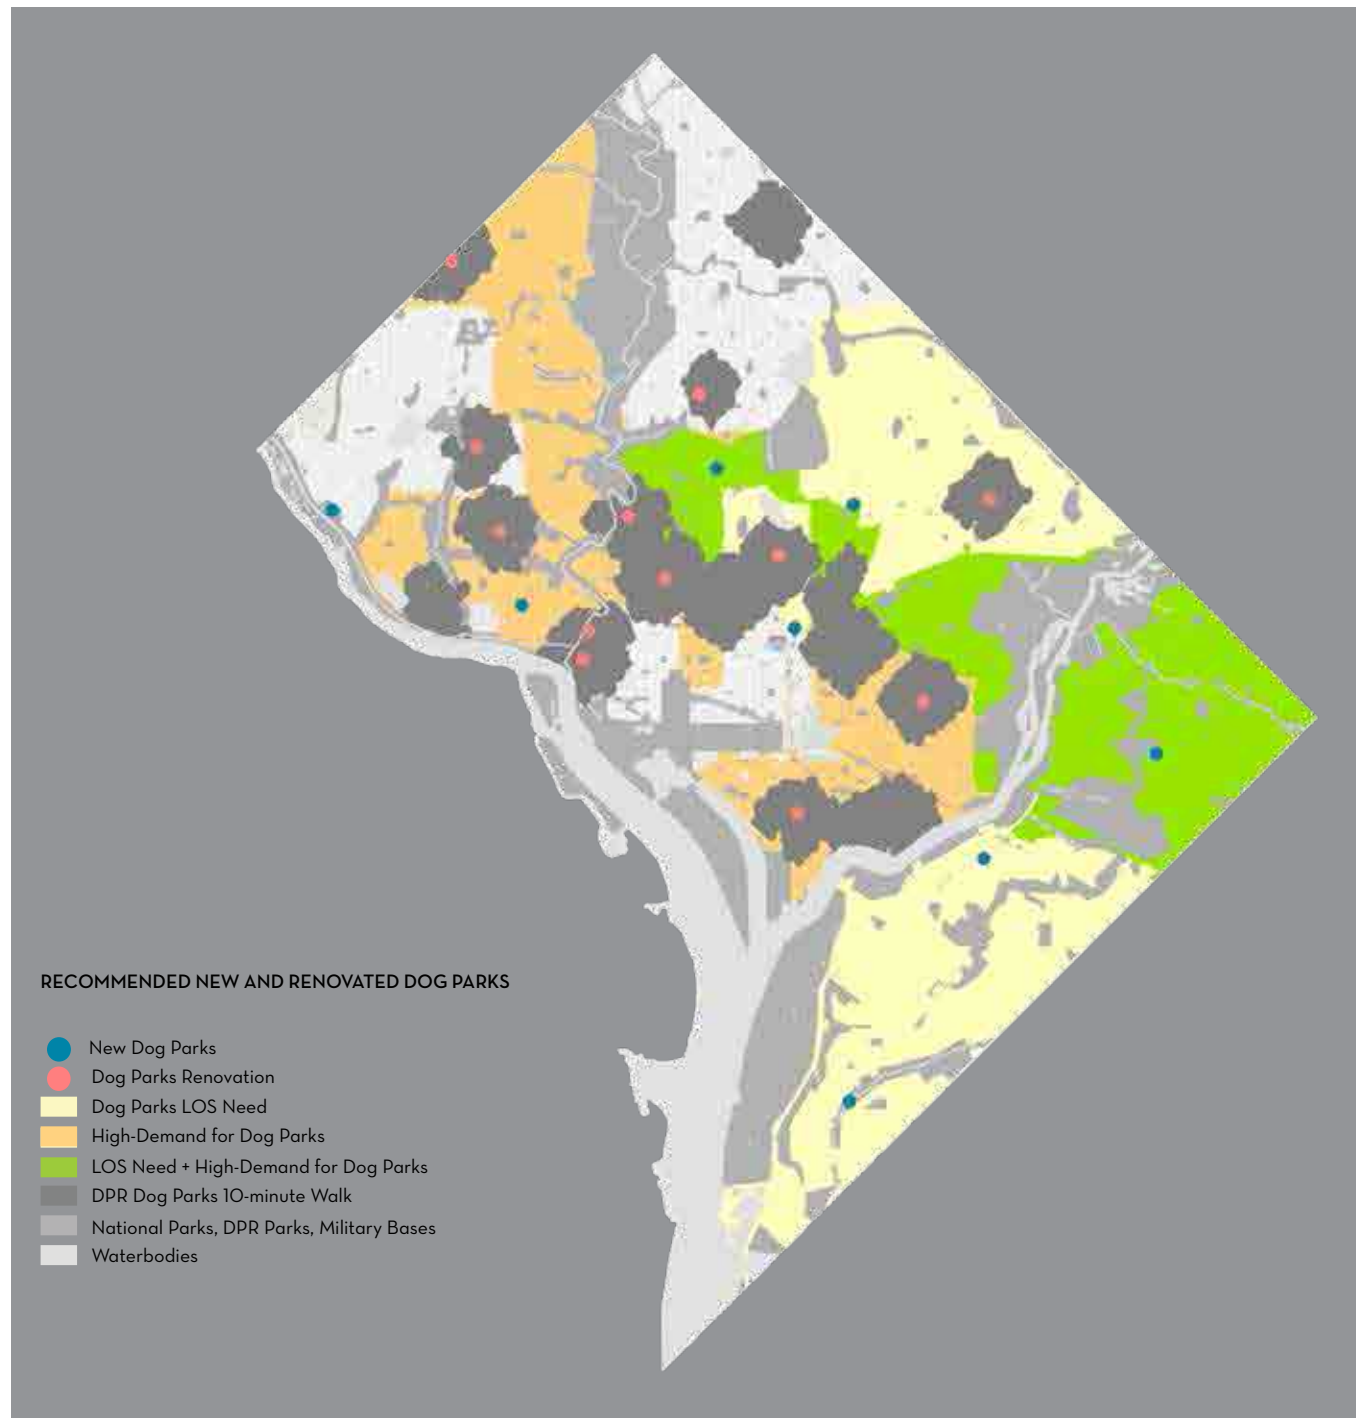 RECOMMENDED NEW AND RENOVATED DOG PARKS
New Dog Parks
Dog Parks Renovation
Dog Parks LOS Need
High-Demand for Dog Parks
LOS Need + High-Demand for Dog Parks
DPR Dog Parks 10-minute Walk
National Parks, DPR Parks, Military Bases
Waterbodies